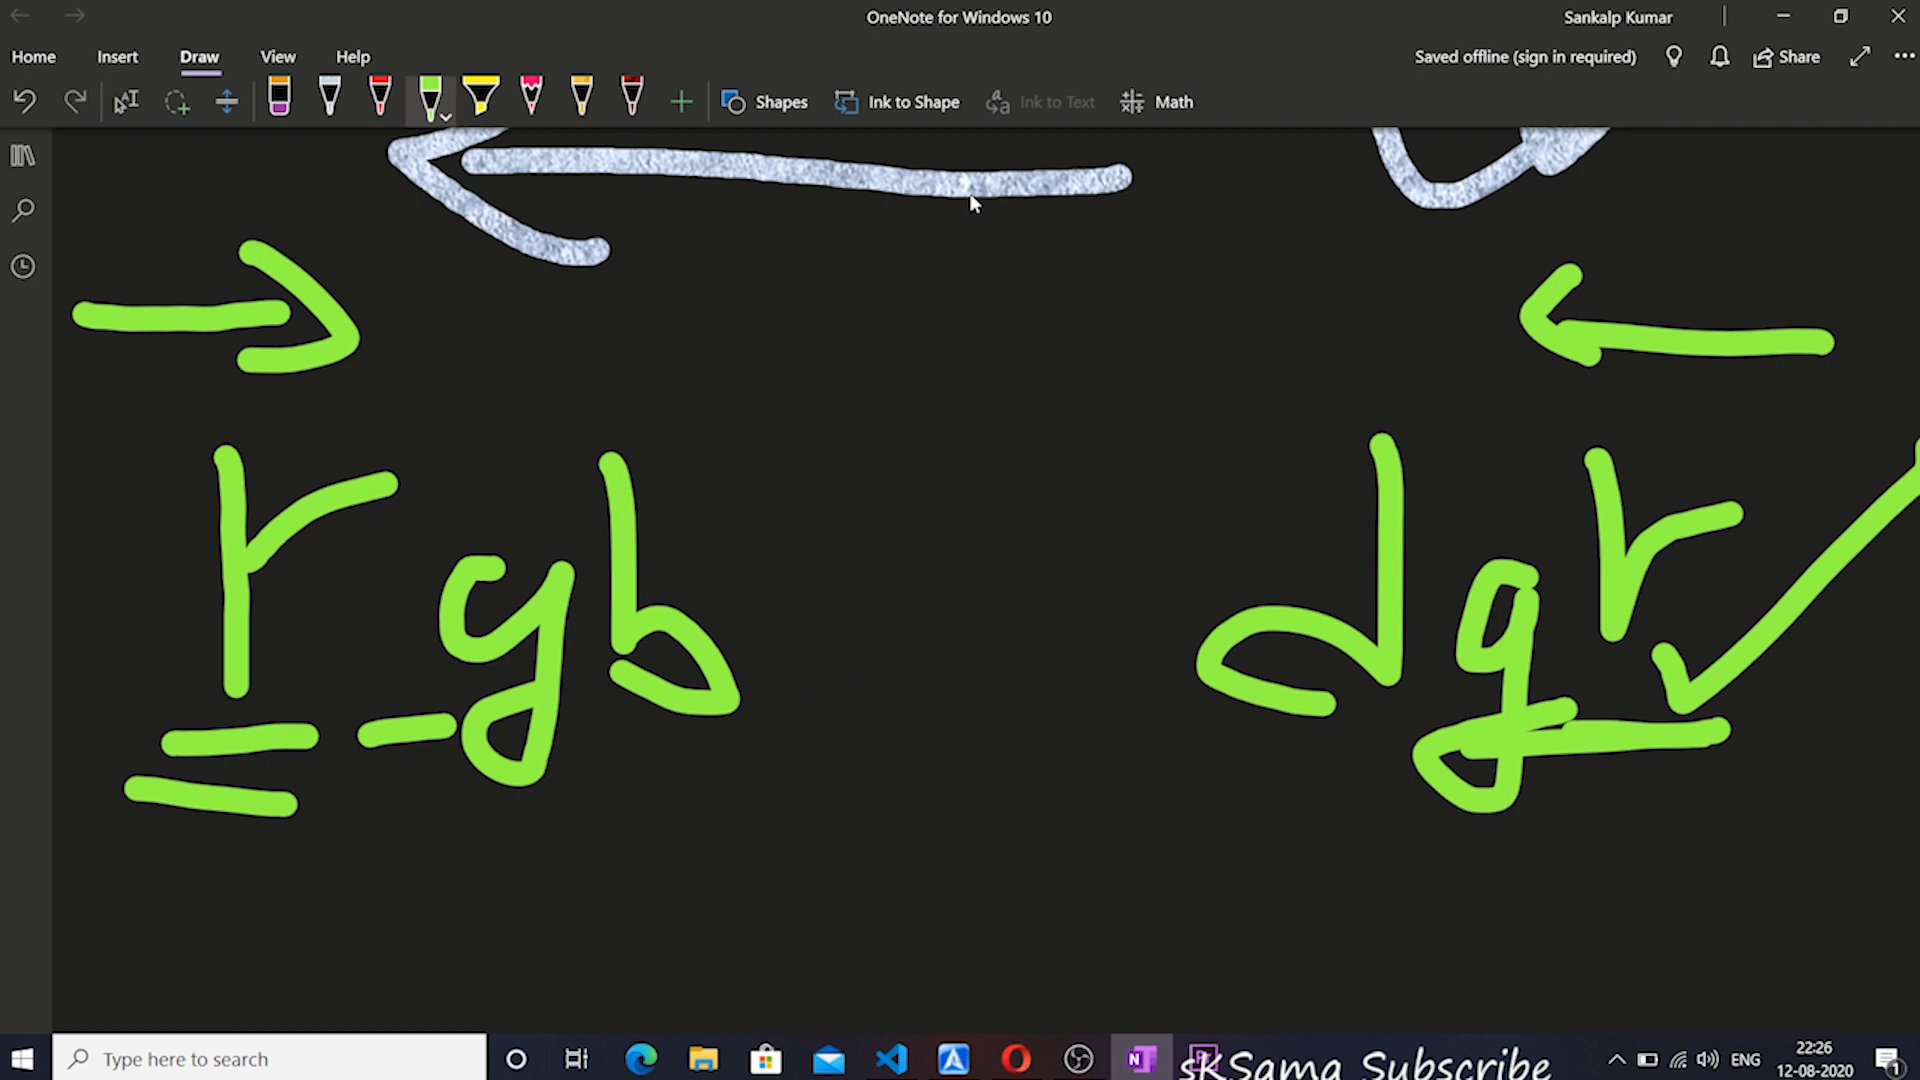 OneNote for Windows 10
Sankalp Kumar
Home Insert Draw View Help
Saved offline (sign in required) Share
Shapes Ink to Shape Ink to Text Math
rgb dgr
Type here to search
sKSama Subscribe
ENG
22:26
12-08-2020
1